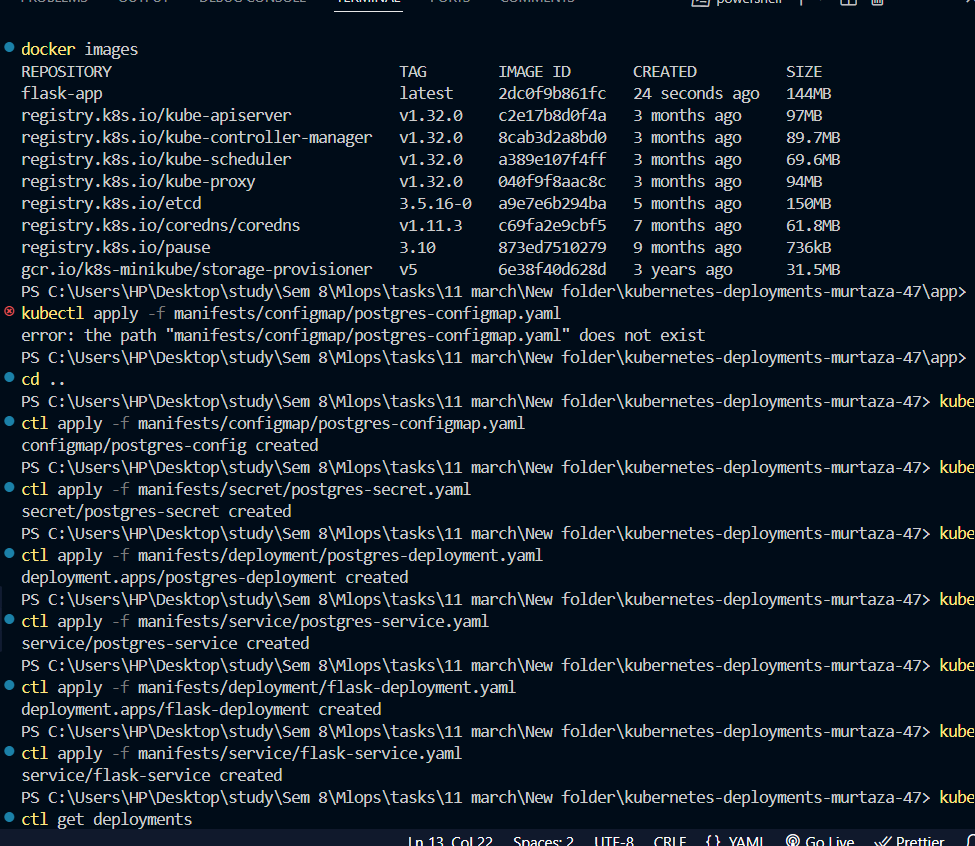 PROBLEMS OUTPUT DEBUG CONSOLE TERMINAL PORTS COMMENTS powershell
docker images
REPOSITORY TAG IMAGE ID CREATED SIZE
flask-app latest 2dc0f9b861fc 24 seconds ago 144MB
registry.k8s.io/kube-apiserver v1.32.0 c2e17b8d0f4a 3 months ago 97MB
registry.k8s.io/kube-controller-manager v1.32.0 8cab3d2a8bd0 3 months ago 89.7MB
registry.k8s.io/kube-scheduler v1.32.0 a389e107f4ff 3 months ago 69.6MB
registry.k8s.io/kube-proxy v1.32.0 040f9f8aac8c 3 months ago 94MB
registry.k8s.io/etcd 3.5.16-0 a9e7e6b294ba 5 months ago 150MB
registry.k8s.io/coredns/coredns v1.11.3 c69fa2e9cbf5 7 months ago 61.8MB
registry.k8s.io/pause 3.10 873ed7510279 9 months ago 736kB
gcr.io/k8s-minikube/storage-provisioner v5 6e38f40d628d 3 years ago 31.5MB
PS C:\Users\HP\Desktop\study\Sem 8\Mlops\tasks\11 march\New folder\kubernetes-deployments-murtaza-47\app>
kubectl apply -f manifests/configmap/postgres-configmap.yaml
error: the path "manifests/configmap/postgres-configmap.yaml" does not exist
PS C:\Users\HP\Desktop\study\Sem 8\Mlops\tasks\11 march\New folder\kubernetes-deployments-murtaza-47\app>
cd ..
PS C:\Users\HP\Desktop\study\Sem 8\Mlops\tasks\11 march\New folder\kubernetes-deployments-murtaza-47> kube
ctl apply -f manifests/configmap/postgres-configmap.yaml
configmap/postgres-config created
PS C:\Users\HP\Desktop\study\Sem 8\Mlops\tasks\11 march\New folder\kubernetes-deployments-murtaza-47> kube
ctl apply -f manifests/secret/postgres-secret.yaml
secret/postgres-secret created
PS C:\Users\HP\Desktop\study\Sem 8\Mlops\tasks\11 march\New folder\kubernetes-deployments-murtaza-47> kube
ctl apply -f manifests/deployment/postgres-deployment.yaml
deployment.apps/postgres-deployment created
PS C:\Users\HP\Desktop\study\Sem 8\Mlops\tasks\11 march\New folder\kubernetes-deployments-murtaza-47> kube
ctl apply -f manifests/service/postgres-service.yaml
service/postgres-service created
PS C:\Users\HP\Desktop\study\Sem 8\Mlops\tasks\11 march\New folder\kubernetes-deployments-murtaza-47> kube
ctl apply -f manifests/deployment/flask-deployment.yaml
deployment.apps/flask-deployment created
PS C:\Users\HP\Desktop\study\Sem 8\Mlops\tasks\11 march\New folder\kubernetes-deployments-murtaza-47> kube
ctl apply -f manifests/service/flask-service.yaml
service/flask-service created
PS C:\Users\HP\Desktop\study\Sem 8\Mlops\tasks\11 march\New folder\kubernetes-deployments-murtaza-47> kube
ctl get deployments
Ln 13, Col 22 Spaces: 2 UTF-8 CRLF {} YAML Go Live Prettier